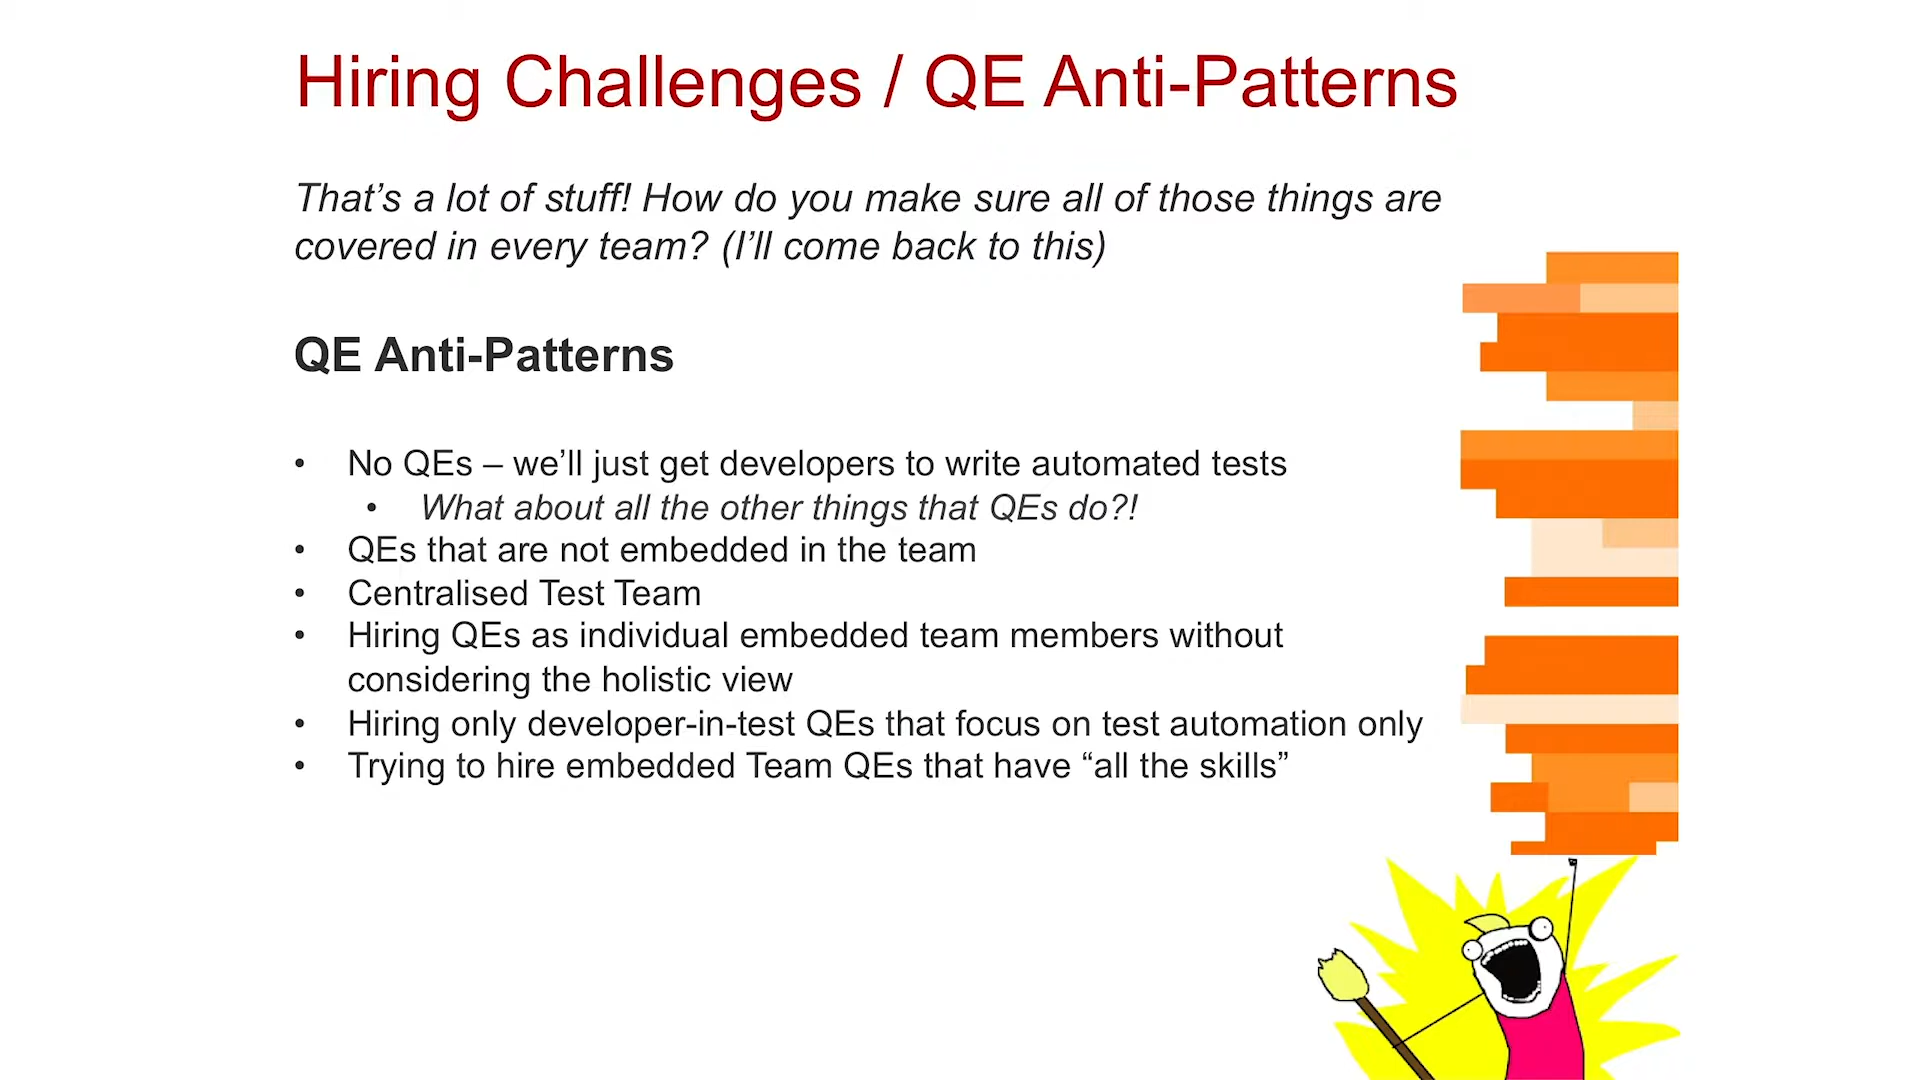 Hiring Challenges / QE Anti-Patterns
That’s a lot of stuff! How do you make sure all of those things are
covered in every team? (I’ll come back to this)
QE Anti-Patterns
• No QEs – we’ll just get developers to write automated tests
• What about all the other things that QEs do?!
• QEs that are not embedded in the team
• Centralised Test Team
• Hiring QEs as individual embedded team members without
considering the holistic view
• Hiring only developer-in-test QEs that focus on test automation only
• Trying to hire embedded Team QEs that have “all the skills”